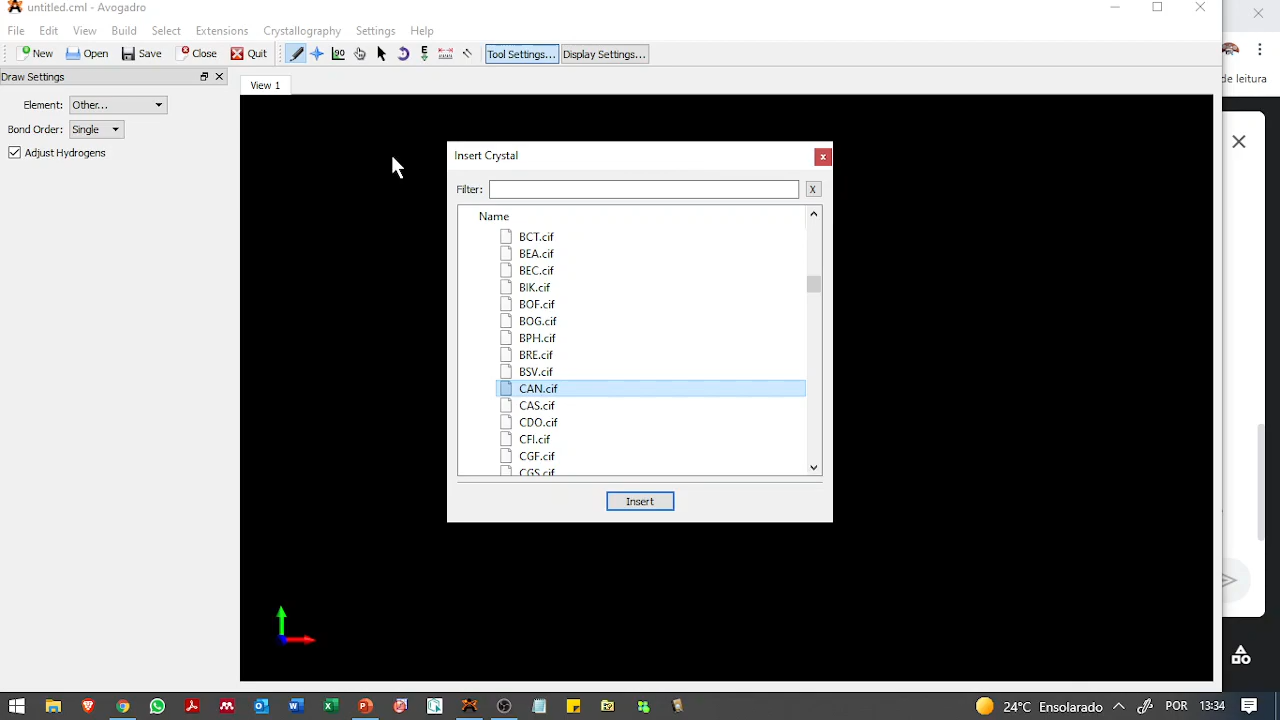 untitled.cml - Avogadro
File Edit View Build Select Extensions Crystallography Settings Help
New Open Save Close Quit Tool Settings... Display Settings...
Draw Settings
View 1
Element: Other...
Bond Order: Single
Adjust Hydrogens
de leitura
Insert Crystal
x
Filter:
X
Name
BCT.cif
BEA.cif
BEC.cif
BIK.cif
BOF.cif
BOG.cif
BPH.cif
BRE.cif
BSV.cif
CAN.cif
CAS.cif
CDO.cif
CFI.cif
CGF.cif
CGS.cif
Insert
24°C Ensolarado POR 13:34